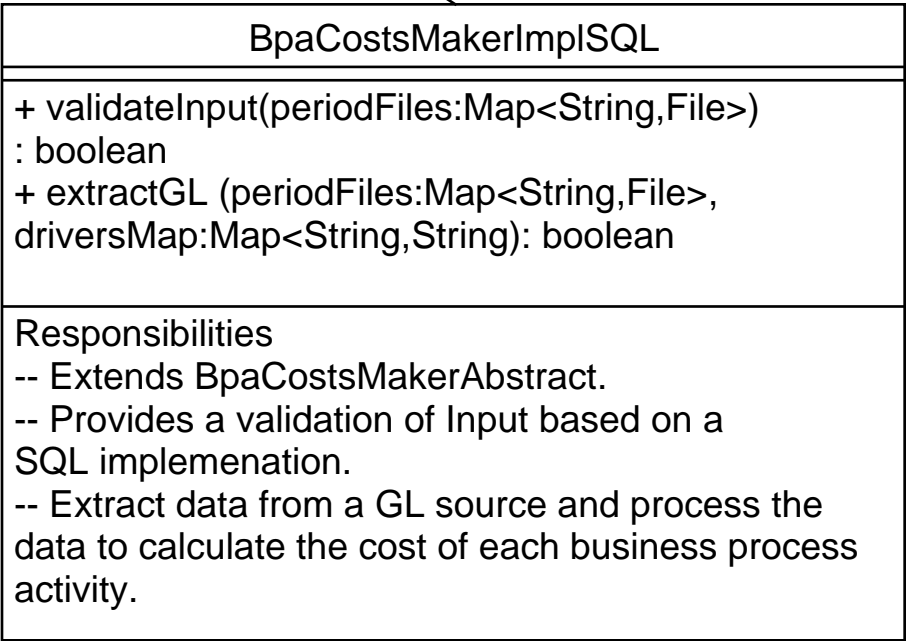 BpaCostsMakerImplSQL
+ validateInput(periodFiles:Map<String,File>)
: boolean
+ extractGL (periodFiles:Map<String,File>,
driversMap:Map<String,String): boolean
Responsibilities
-- Extends BpaCostsMakerAbstract.
-- Provides a validation of Input based on a
SQL implemenation.
-- Extract data from a GL source and process the
data to calculate the cost of each business process
activity.